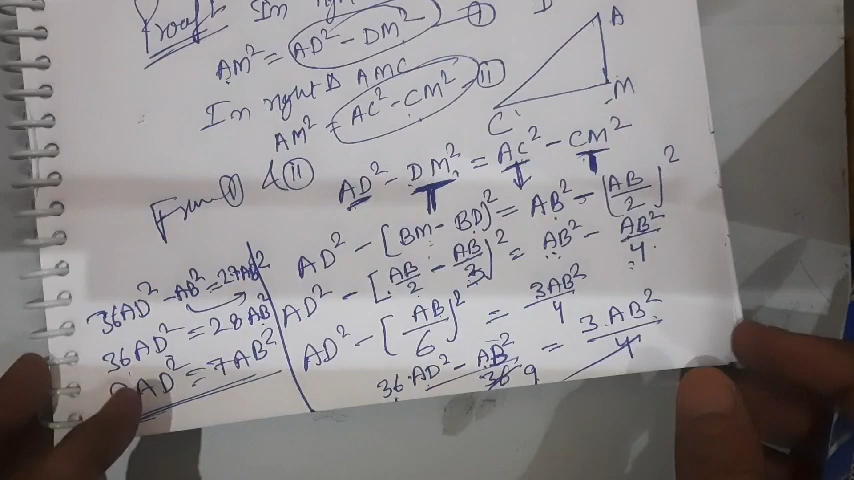 Proof In right D
AM² = AD² - DM² - I
In right Δ AMC
AM² = AC² - CM² - II
A
M
C
From I & II
AD² - DM² = AC² - CM²
AD² - [BM - BD]² = AB² - [AB/2]²
AD² - [AB/2 - AB/3]² = AB² - AB²/4
AD² - [AB/6]² = 3AB²/4
36 AD² - AB²/36 9 = 3 AB²/4
36AD² - AB² = 27AB²
36AD² = 28AB²
AD² = 7AB²